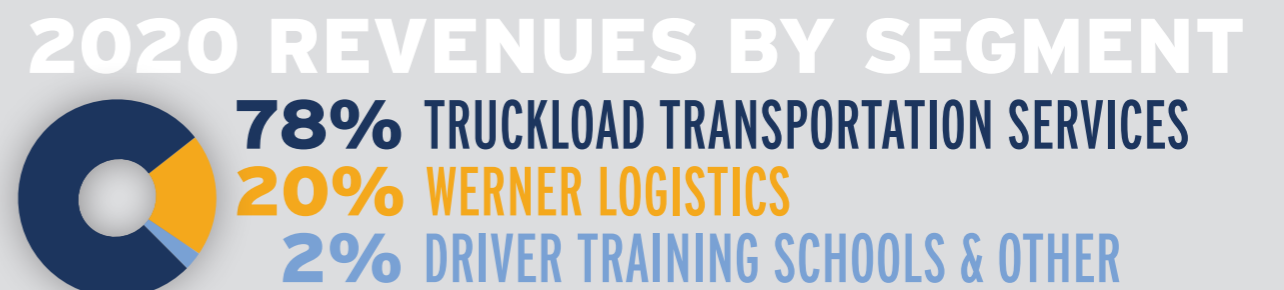 2020 REVENUES BY SEGMENT
78% TRUCKLOAD TRANSPORTATION SERVICES
20% WERNER LOGISTICS
2% DRIVER TRAINING SCHOOLS & OTHER